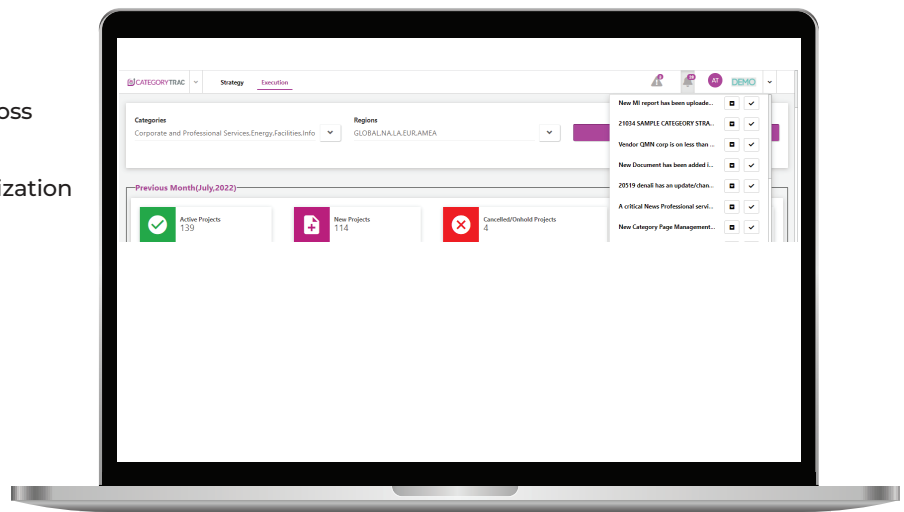 oss
ization
CATEGORYTRAC
Strategy
Execution
AT
DEMO
Categories
Corporate and Professional Services,Energy,Facilities,Info
Regions
GLOBAL,NA,LA,EUR,AMEA
New MI report has been uploade...
21034 SAMPLE CATEGEORY STRA...
Vendor QMN corp is on less than ...
New Document has been added i...
20519 denali has an update/chan...
A critical News Professional servi...
New Category Page Management...
Previous Month(July,2022)
Active Projects
139
New Projects
114
Cancelled/Onhold Projects
4